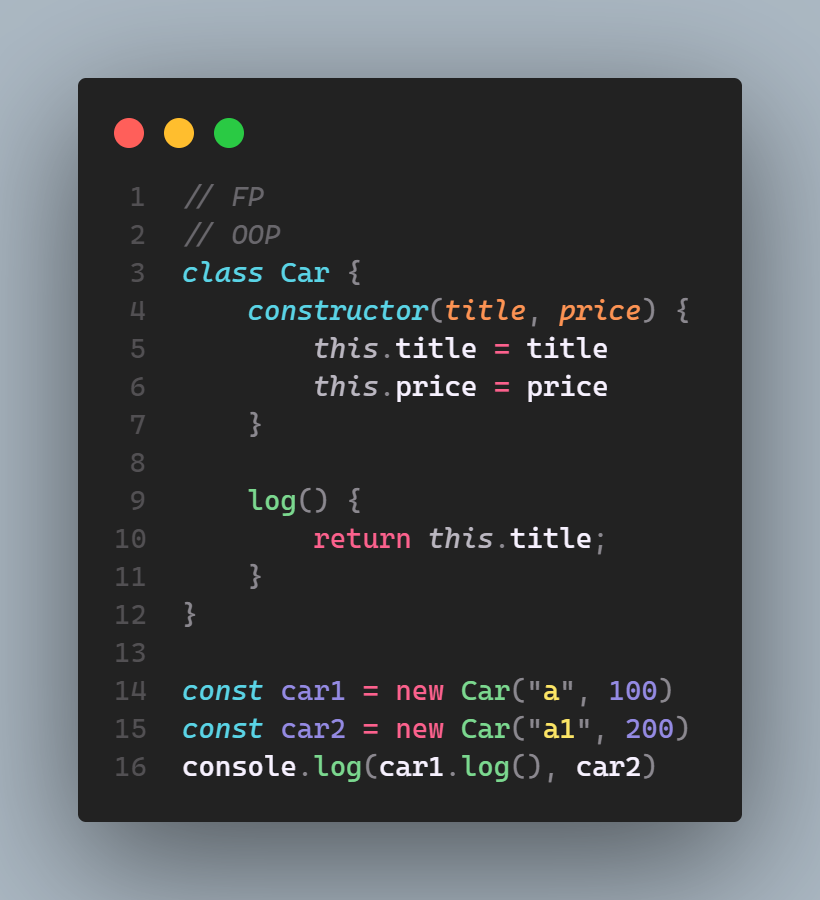 1 // FP
2 // OOP
3 class Car {
4     constructor(title, price) {
5         this.title = title
6         this.price = price
7     }
8
9     log() {
10         return this.title;
11     }
12 }
13
14 const car1 = new Car("a", 100)
15 const car2 = new Car("a1", 200)
16 console.log(car1.log(), car2)